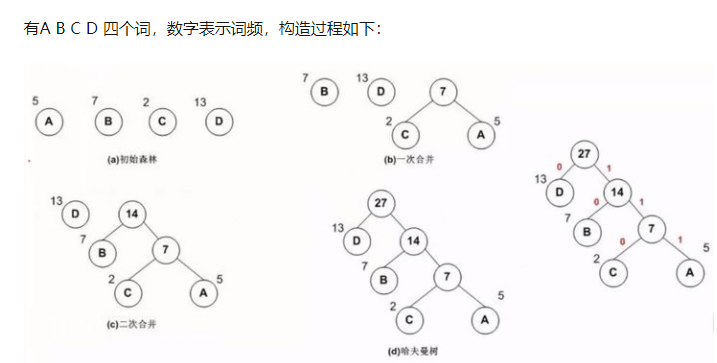 有A B C D 四个词，数字表示词频，构造过程如下：
5 7 2 13
A B C D
(a)初始森林
7 13
B D 7
2 5
C A
(b)一次合并
13
D 14
7
B 7
2 5
C A
(c)二次合并
27
13
D 14
7
B 7
2 5
C A
(d)哈夫曼树
27
0 1
13
D 14
0 1
7
B 7
0 1
2 5
C A